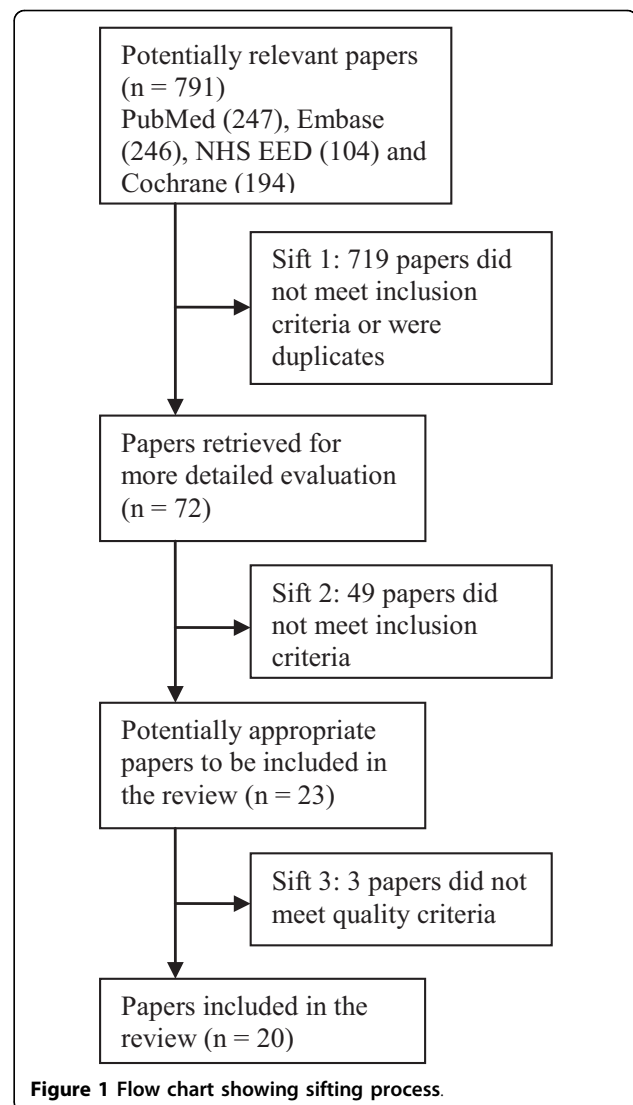 Potentially relevant papers
(n = 791)
PubMed (247), Embase
(246), NHS EED (104) and
Cochrane (194)
Sift 1: 719 papers did
not meet inclusion
criteria or were
duplicates
Papers retrieved for
more detailed evaluation
(n = 72)
Sift 2: 49 papers did
not meet inclusion
criteria
Potentially appropriate
papers to be included in
the review (n = 23)
Sift 3: 3 papers did not
meet quality criteria
Papers included in the
review (n = 20)
Figure 1 Flow chart showing sifting process.